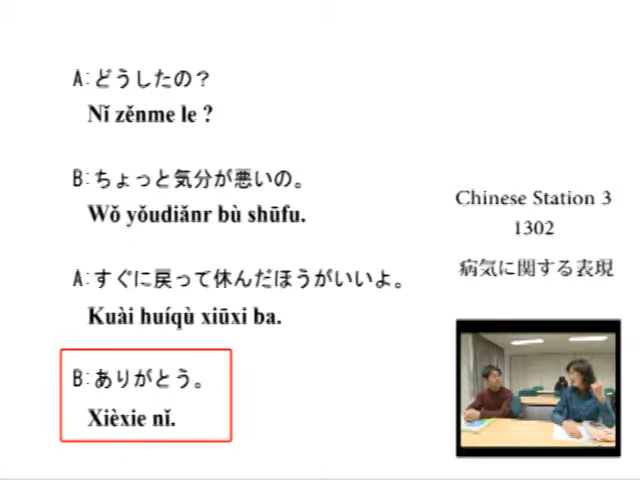 A:どうしたの？
Nǐ zěnme le ?
B:ちょっと気分が悪いの。
Wǒ yǒudiǎnr bù shūfu.
A:すぐに戻って休んだほうがいいよ。
Kuài huíqù xiūxi ba.
B:ありがとう。
Xièxie nǐ.
Chinese Station 3
1302
病気に関する表現